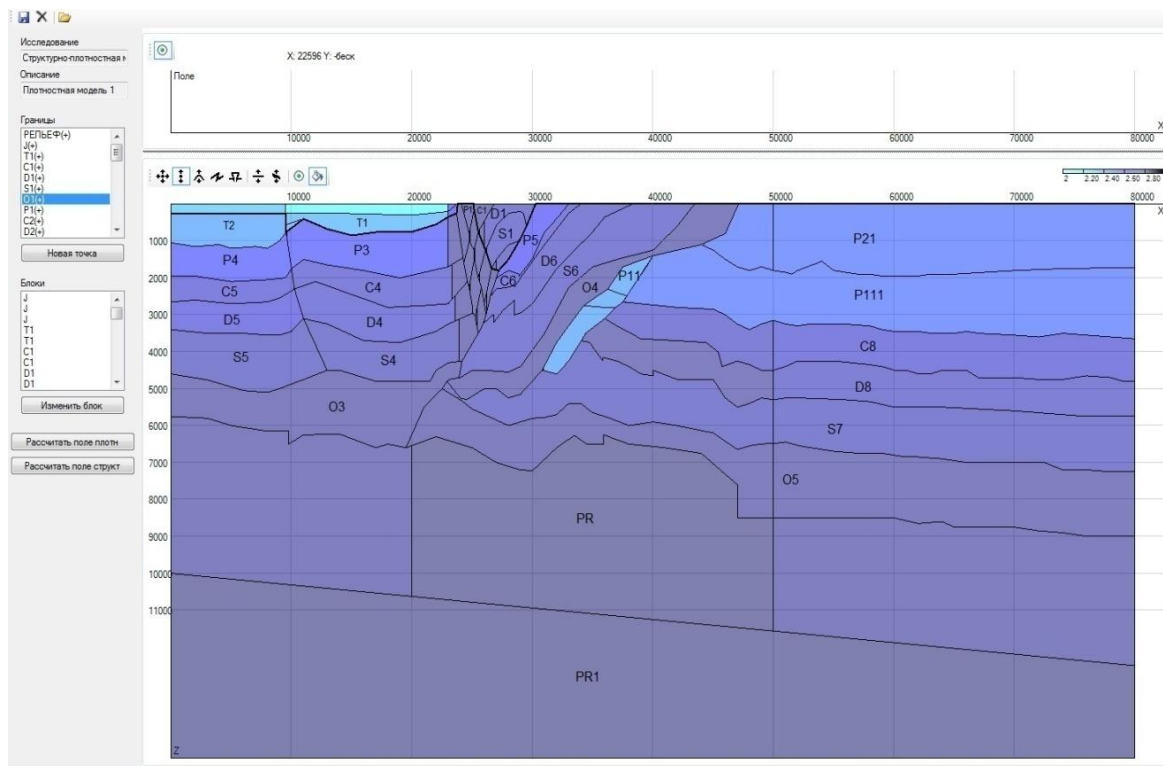 Исследование
Структурно-плотностная м
Описание
Плотностная модель 1
Границы
РЕЛЬЕФ(+)
J(+)
T1(+)
C1(+)
D1(+)
S1(+)
O1(+)
P1(+)
C2(+)
D2(+)
Новая точка
Блоки
J
J
J
T1
T1
C1
C1
D1
D1
Изменить блок
Рассчитать поле плотн
Рассчитать поле структ
X: 22596 Y: -беск
Поле
X
10000 20000 30000 40000 50000 60000 70000 80000
2 2.20 2.40 2.60 2.80
10000 20000 30000 40000 50000 60000 70000 80000
X
1000
2000
3000
4000
5000
6000
7000
8000
9000
10000
11000
T2 T1 P1 C1 D1
S1 P5
P4 P3 D6 P21
C5 C4 C6 S6 O4 P11 P111
D5 D4
S5 S4 C8
D8
O3 S7
O5
PR
PR1
Z